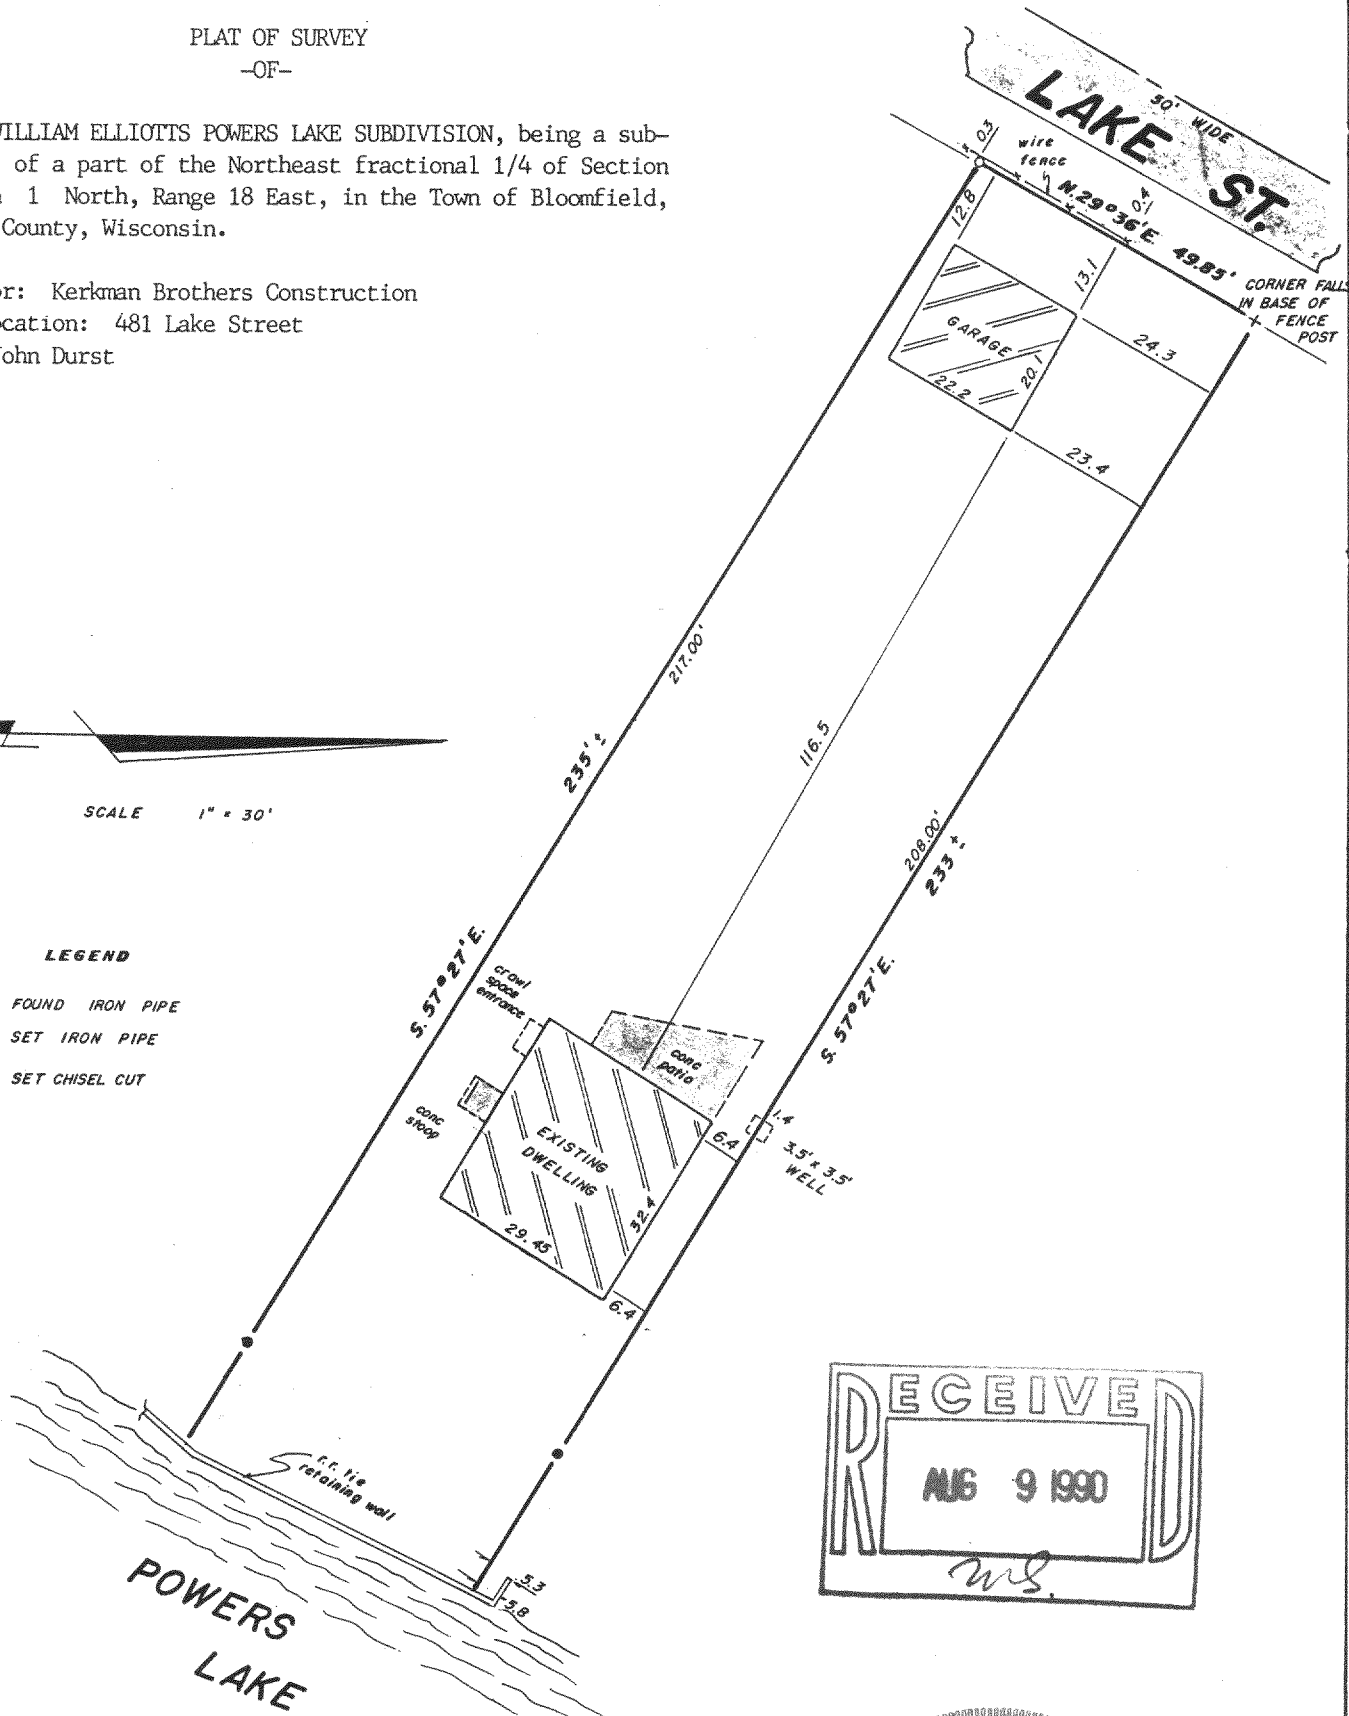 PLAT OF SURVEY
-OF-
WILLIAM ELLIOTTS POWERS LAKE SUBDIVISION, being a sub-
of a part of the Northeast fractional 1/4 of Section
1 North, Range 18 East, in the Town of Bloomfield,
County, Wisconsin.
or: Kerkman Brothers Construction
ocation: 481 Lake Street
John Durst
50' WIDE
LAKE ST.
0.3
wire
fence
0.4
N. 29° 36' E. 49.85'
CORNER FALLS
IN BASE OF
FENCE
POST
12.8
13.1
GARAGE
24.3
20.1
22.2
23.4
217.00'
235' ±
116.5
208.00'
233 ±
SCALE 1" = 30'
S. 57° 27' E.
S. 57° 27' E.
LEGEND
FOUND IRON PIPE
SET IRON PIPE
SET CHISEL CUT
crawl
space
entrance
conc
patio
conc
stoop
EXISTING
DWELLING
6.4
1.4
3.5' x 3.5'
WELL
32.4
29.45
6.4
r.r. tie
retaining wall
5.3
5.8
POWERS
LAKE
RECEIVED
AUG 9 1990